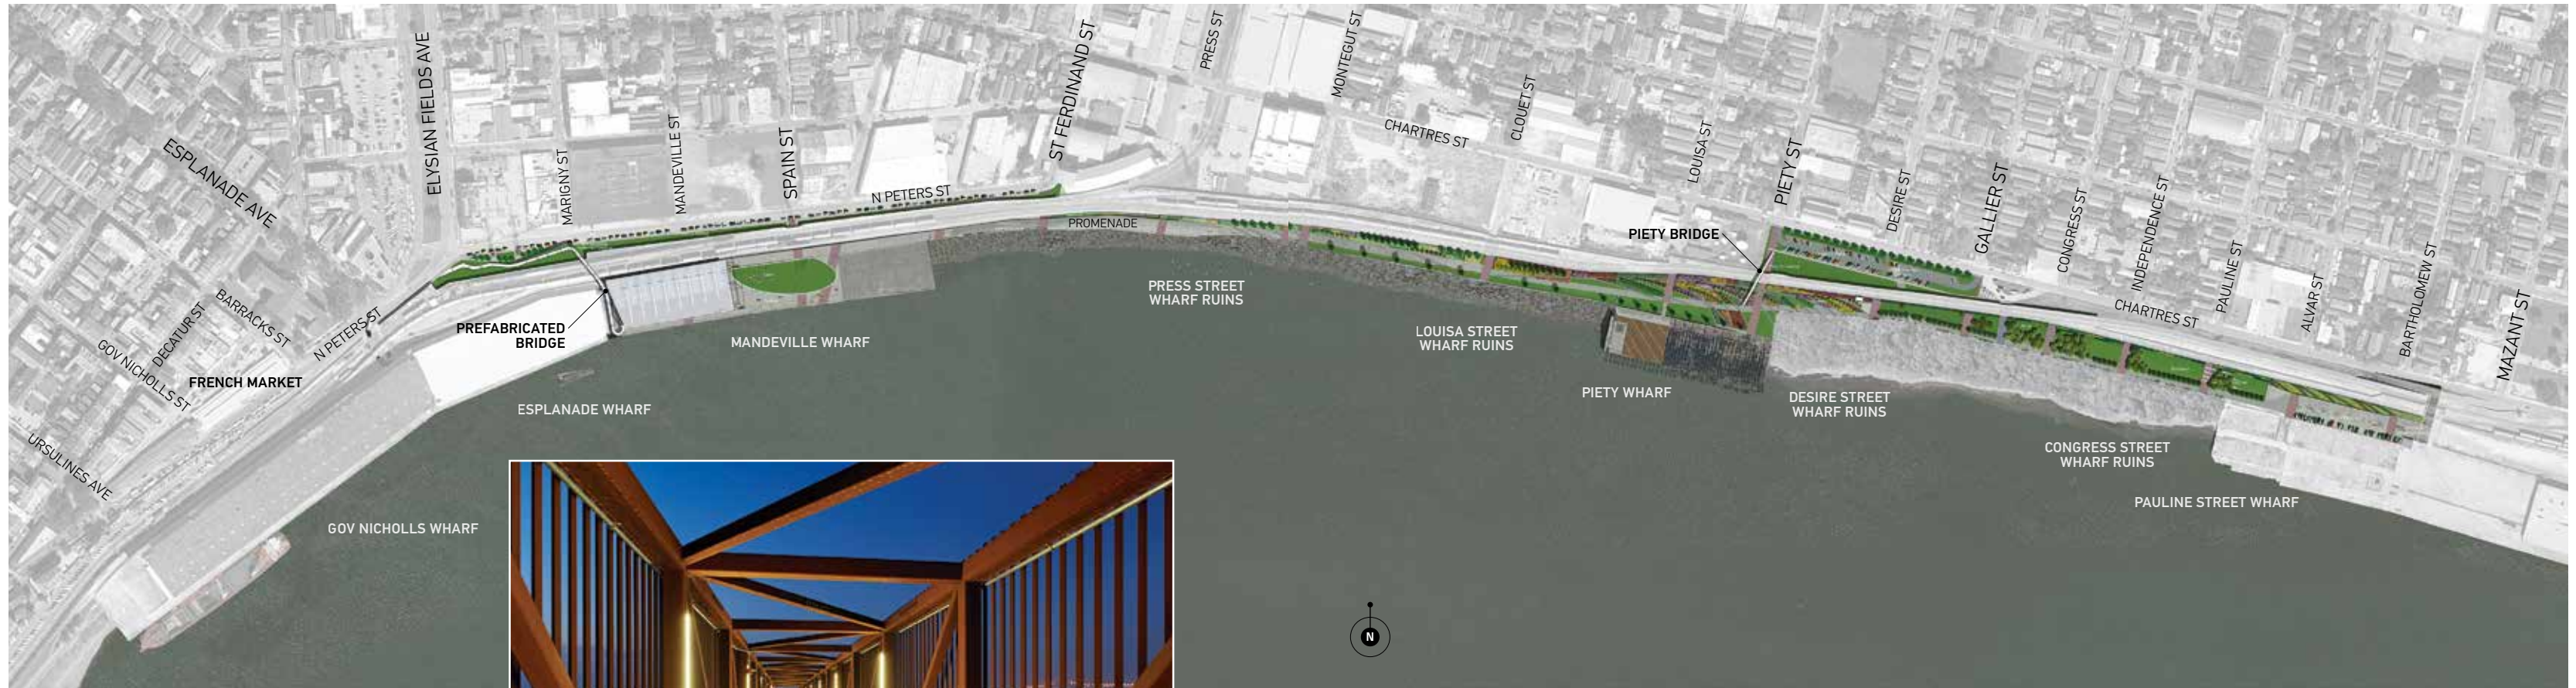 ESPLANADE AVE
ELYSIAN FIELDS AVE
MARIGNY ST
MANDEVILLE ST
SPAIN ST
N PETERS ST
ST FERDINAND ST
PRESS ST
MONTEGUT ST
CHARTRES ST
CLOUET ST
LOUISA ST
PIETY ST
DESIRE ST
GALLIER ST
CONGRESS ST
INDEPENDENCE ST
PAULINE ST
ALVAR ST
BARTHOLOMEW ST
MAZANT ST
CHARTRES ST
PROMENADE
PIETY BRIDGE
PREFABRICATED
BRIDGE
BARRACKS ST
N PETERS ST
DECATUR ST
GOV NICHOLLS ST
FRENCH MARKET
URSULINES AVE
GOV NICHOLLS WHARF
ESPLANADE WHARF
MANDEVILLE WHARF
PRESS STREET
WHARF RUINS
LOUISA STREET
WHARF RUINS
PIETY WHARF
DESIRE STREET
WHARF RUINS
CONGRESS STREET
WHARF RUINS
PAULINE STREET WHARF
N